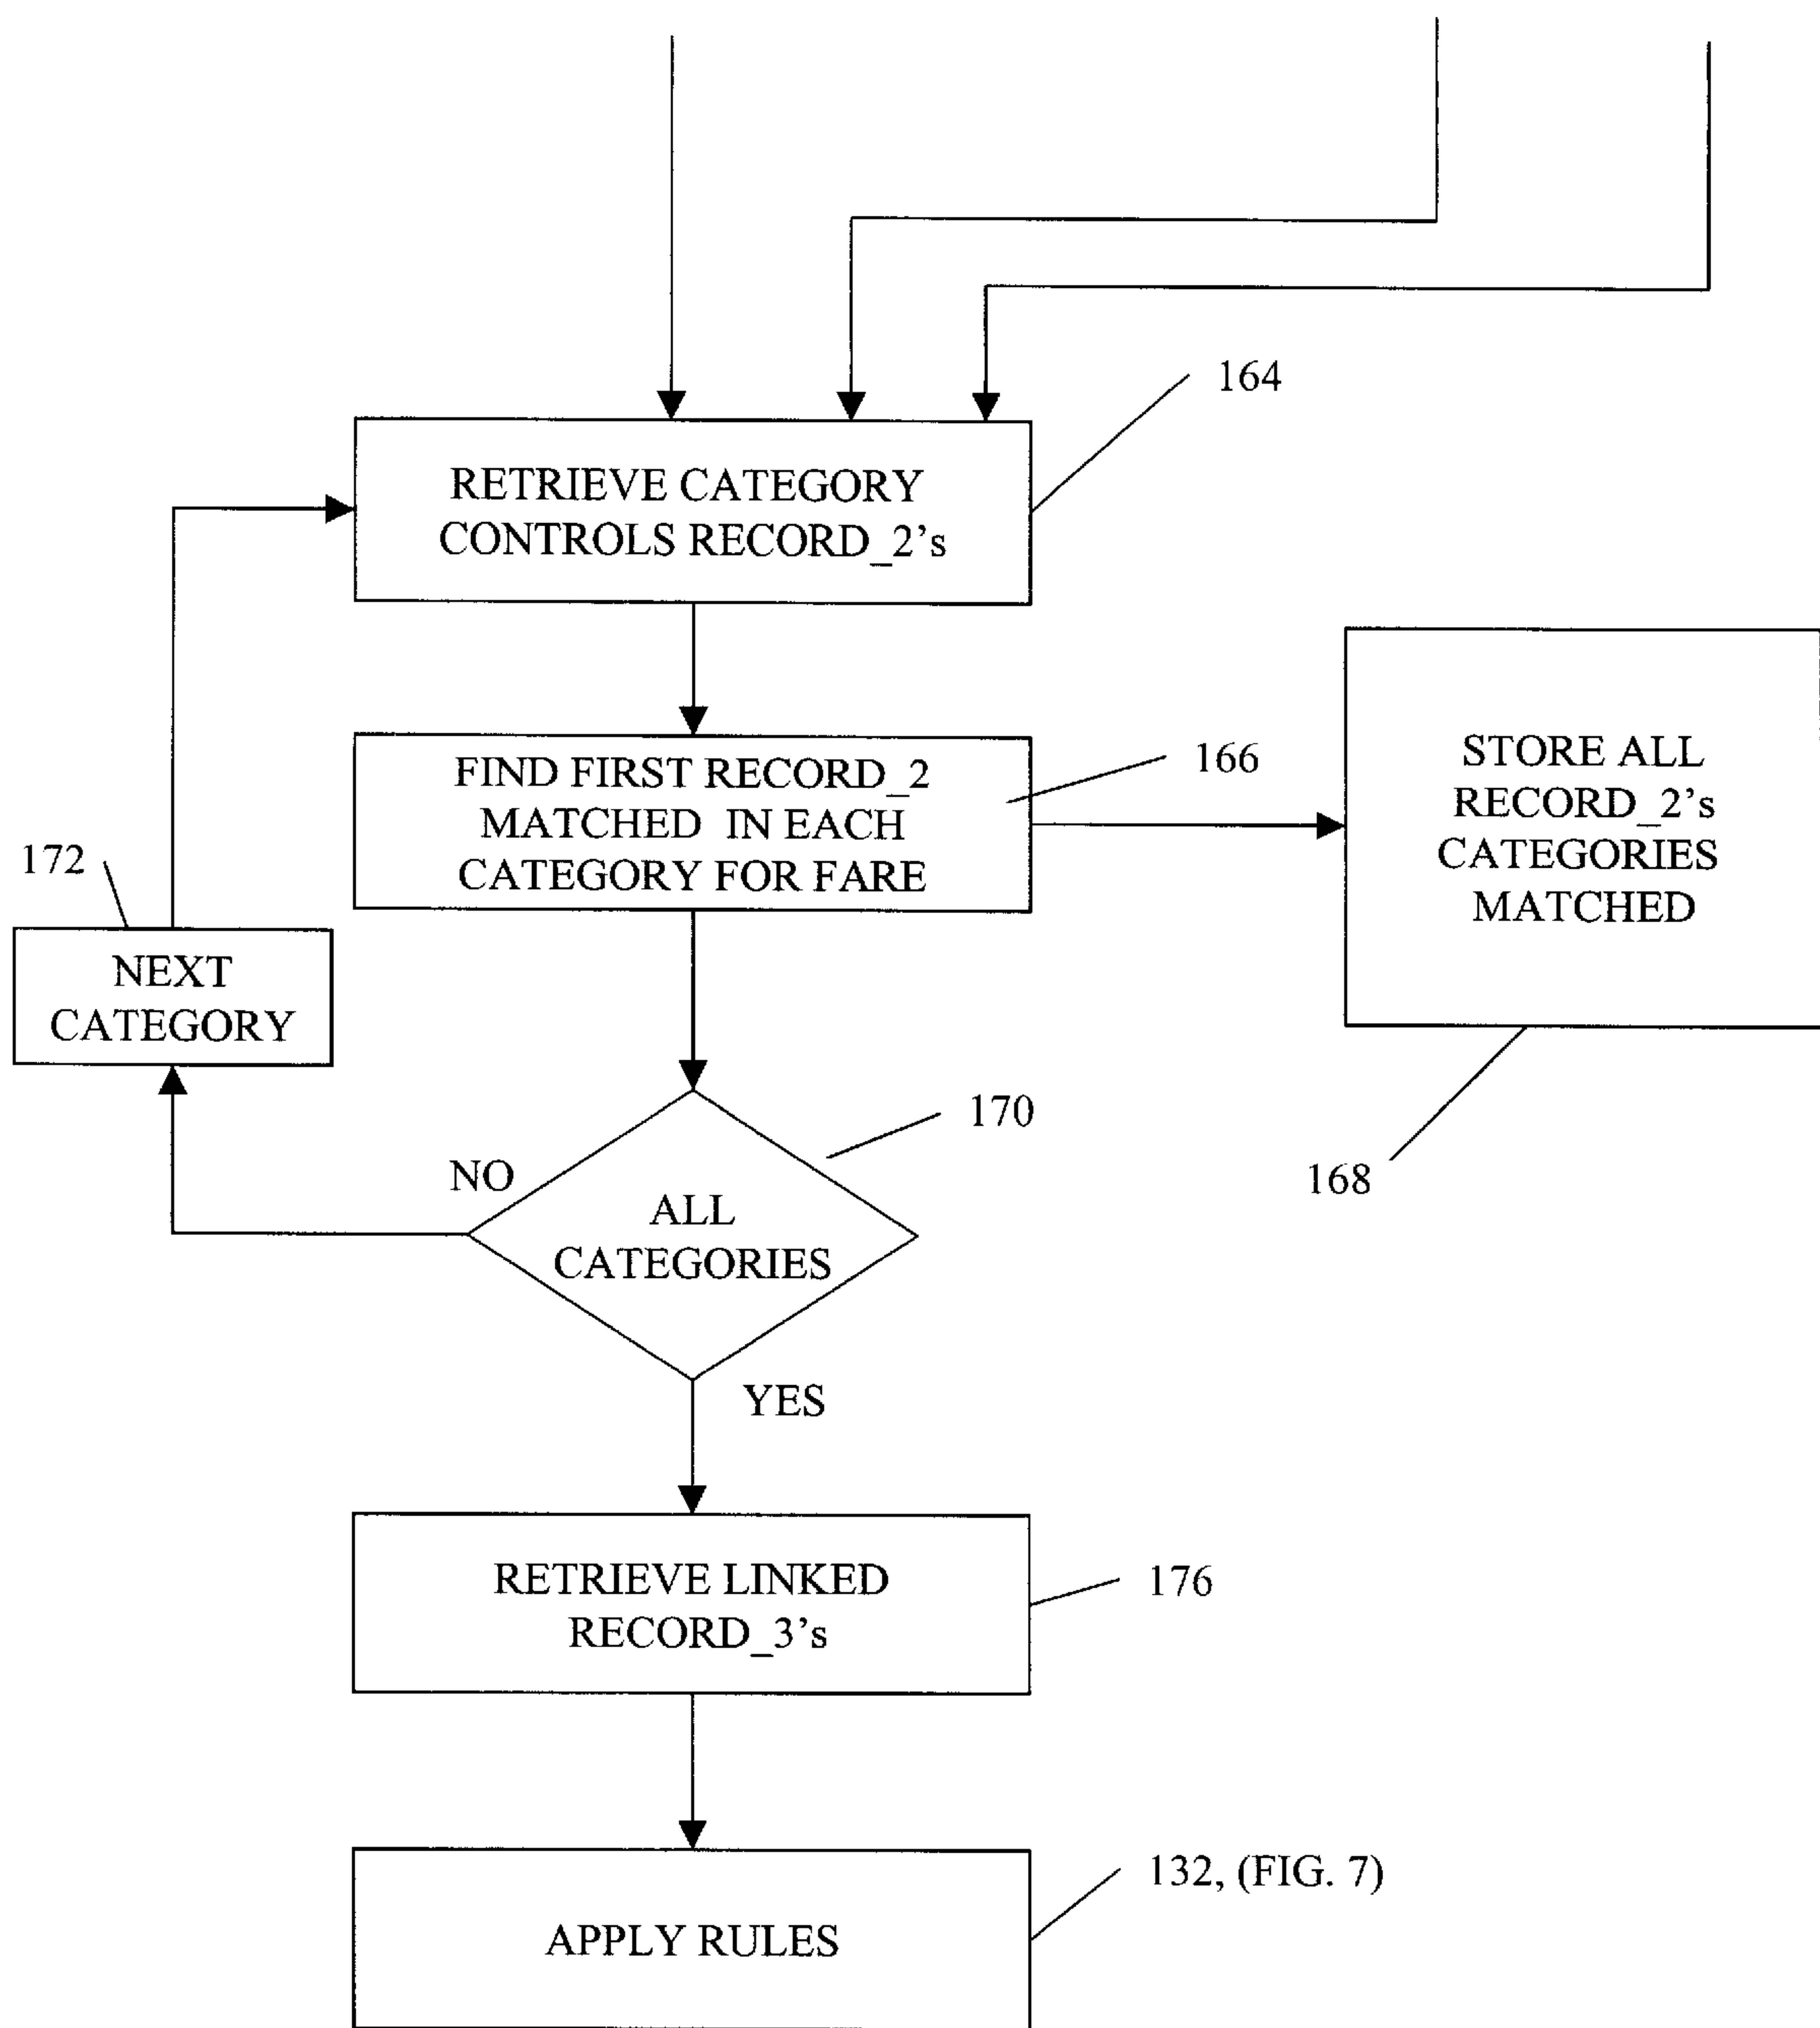 164
RETRIEVE CATEGORY
CONTROLS RECORD_2's
FIND FIRST RECORD_2
MATCHED IN EACH
CATEGORY FOR FARE
166
STORE ALL
RECORD_2's
CATEGORIES
MATCHED
168
172
NEXT
CATEGORY
170
NO
ALL
CATEGORIES
YES
RETRIEVE LINKED
RECORD_3's
176
APPLY RULES
132, (FIG. 7)